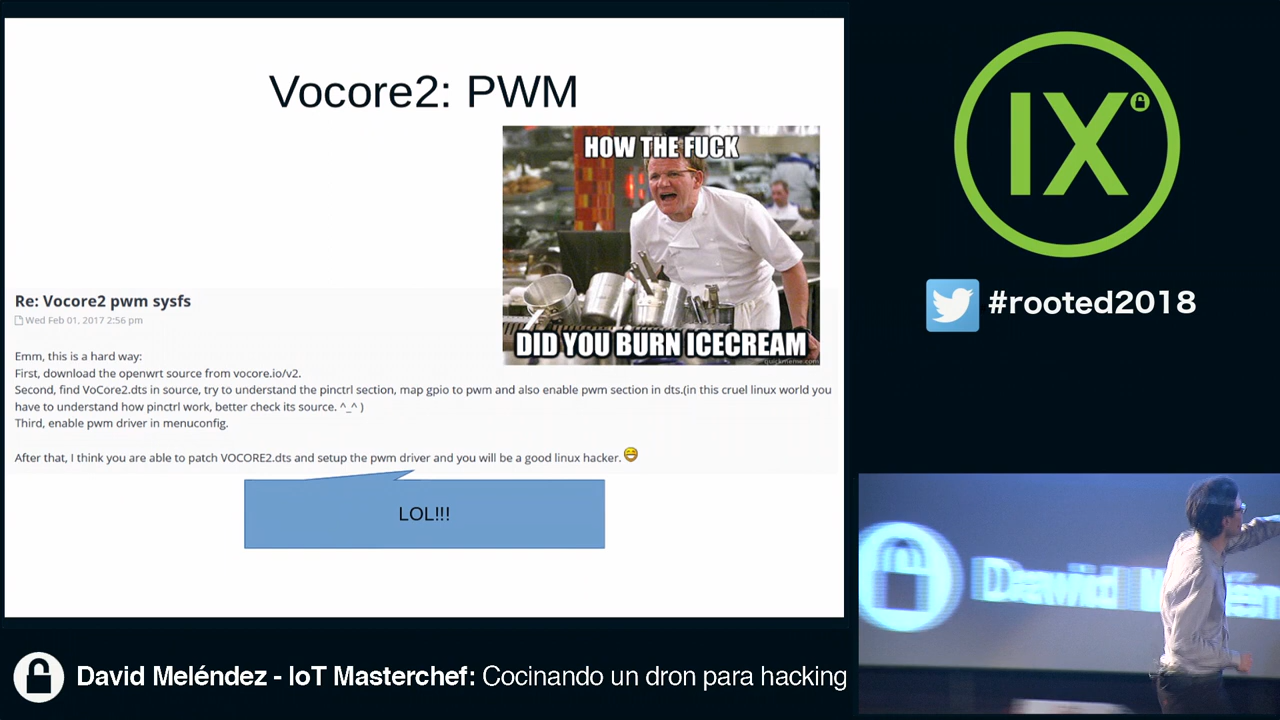 Vocore2: PWM
HOW THE FUCK
DID YOU BURN ICECREAM
quickmeme.com
Re: Vocore2 pwm sysfs
Wed Feb 01, 2017 2:56 pm
Emm, this is a hard way:
First, download the openwrt source from vocore.io/v2.
Second, find VoCore2.dts in source, try to understand the pinctrl section, map gpio to pwm and also enable pwm section in dts.(in this cruel linux world you
have to understand how pinctrl work, better check its source. ^_^ )
Third, enable pwm driver in menuconfig.
After that, I think you are able to patch VOCORE2.dts and setup the pwm driver and you will be a good linux hacker.
LOL!!!
IX
#rooted2018
David
David Meléndez - IoT Masterchef: Cocinando un dron para hacking